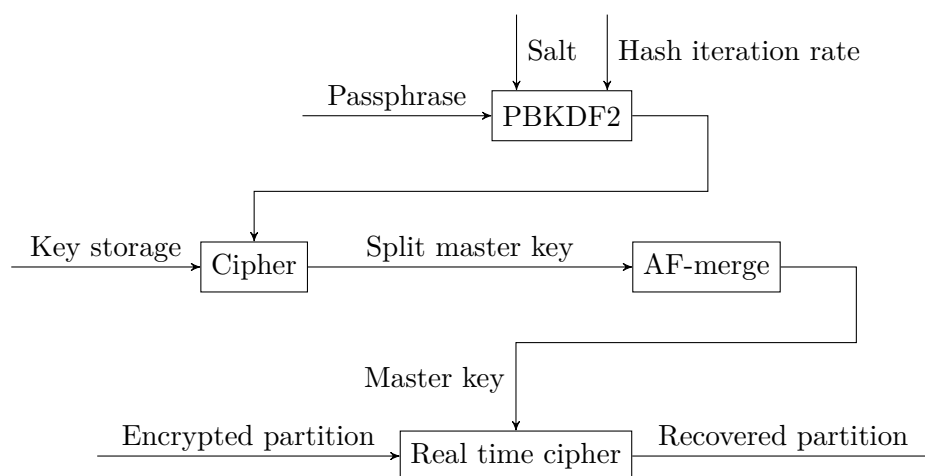 Salt
Hash iteration rate
Passphrase
PBKDF2
Key storage
Cipher
Split master key
AF-merge
Master key
Encrypted partition
Real time cipher
Recovered partition